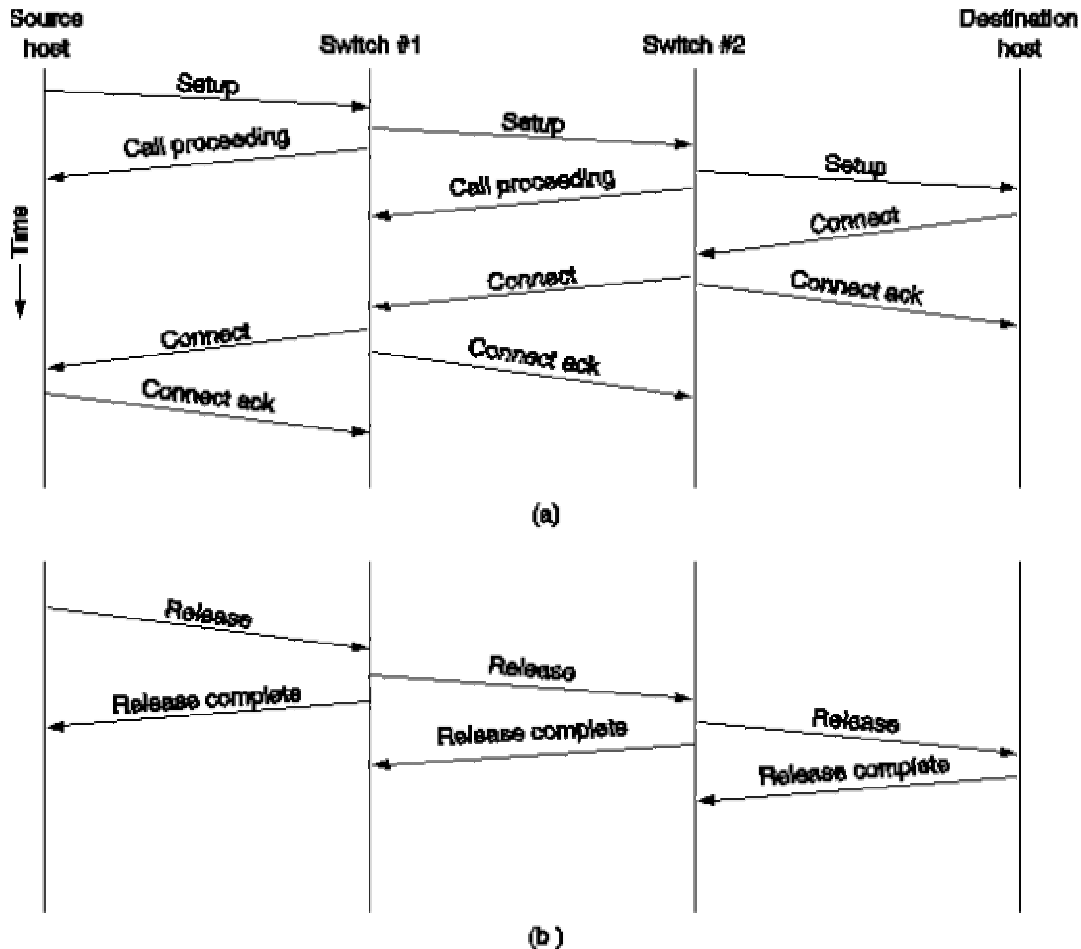 Source
host
Switch #1
Switch #2
Destination
host
Setup
Setup
Call proceeding
Setup
Call proceeding
Connect
Time
Connect
Connect ack
Connect
Connect ack
Connect ack
(a)
Release
Release
Release complete
Release
Release complete
Release complete
(b )